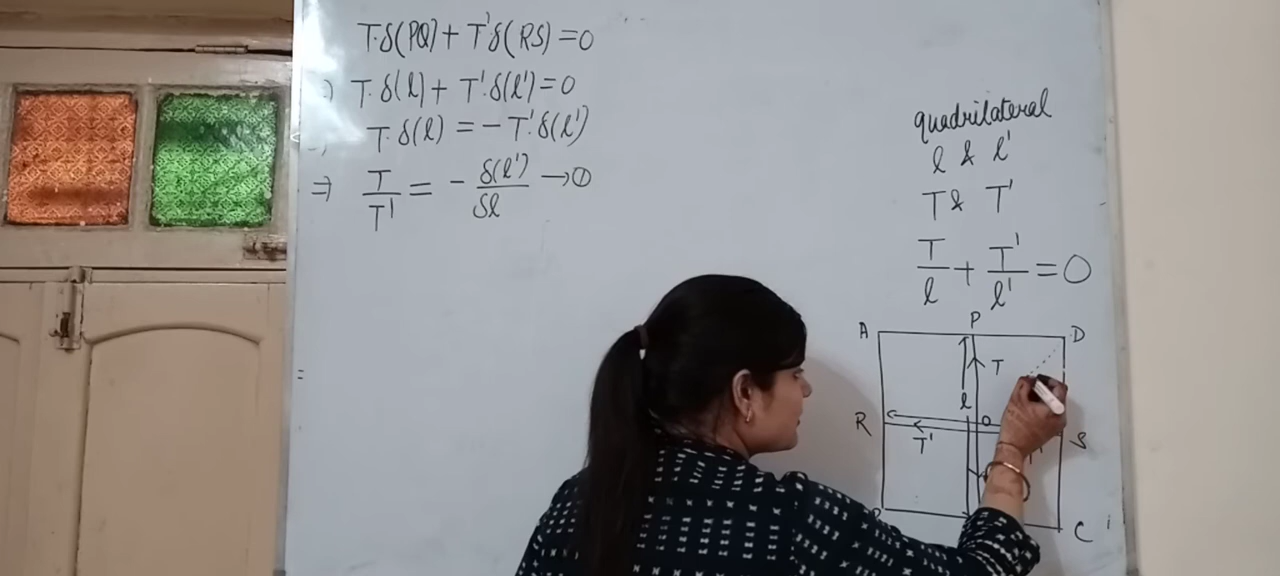 T·δ(PQ) + T'δ(RS) = 0
T·δ(l) + T'·δ(l') = 0
T·δ(l) = -T'·δ(l')
⇒ T/T' = - δ(l')/δl → ①
=
quadrilateral
l & l'
T & T'
T/l + T'/l' = 0
A P D
T
l
R O S
T'
C